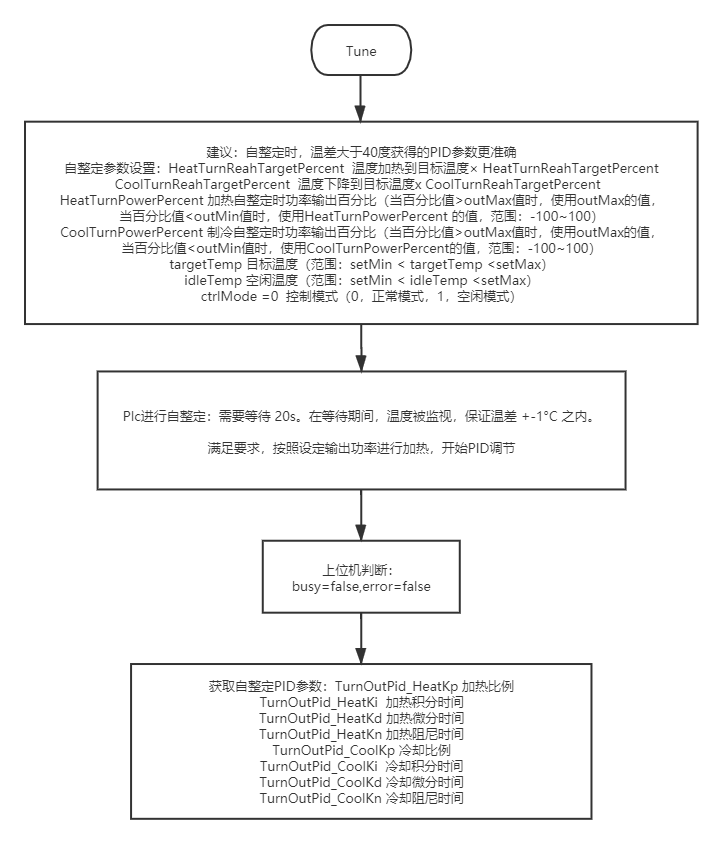 Tune
建议：自整定时，温差大于40度获得的PID参数更准确
自整定参数设置：HeatTurnReahTargetPercent 温度加热到目标温度× HeatTurnReahTargetPercent
CoolTurnReahTargetPercent 温度下降到目标温度x CoolTurnReahTargetPercent
HeatTurnPowerPercent 加热自整定时功率输出百分比（当百分比值>outMax值时，使用outMax的值，
当百分比值<outMin值时，使用HeatTurnPowerPercent 的值，范围：-100~100）
CoolTurnPowerPercent 制冷自整定时功率输出百分比（当百分比值>outMax值时，使用outMax的值，
当百分比值<outMin值时，使用CoolTurnPowerPercent的值，范围：-100~100）
targetTemp 目标温度（范围：setMin < targetTemp <setMax）
idleTemp 空闲温度（范围：setMin < idleTemp <setMax）
ctrlMode =0 控制模式（0，正常模式，1，空闲模式）
Plc进行自整定：需要等待 20s。在等待期间，温度被监视，保证温差 +-1°C 之内。
满足要求，按照设定输出功率进行加热，开始PID调节
上位机判断：
busy=false,error=false
获取自整定PID参数：TurnOutPid_HeatKp 加热比例
TurnOutPid_HeatKi 加热积分时间
TurnOutPid_HeatKd 加热微分时间
TurnOutPid_HeatKn 加热阻尼时间
TurnOutPid_CoolKp 冷却比例
TurnOutPid_CoolKi 冷却积分时间
TurnOutPid_CoolKd 冷却微分时间
TurnOutPid_CoolKn 冷却阻尼时间